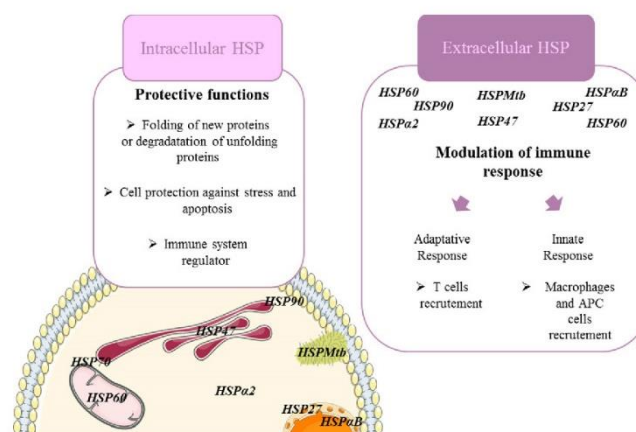 Intracellular HSP
Protective functions
➢ Folding of new proteins
or degradatation of unfolding
proteins
➢ Cell protection against stress and
apoptosis
➢ Immune system
regulator
HSP90
HSP47
HSPMtb
HSP70
HSP60
HSPα2
HSP27
HSPαB
Extracellular HSP
HSP60
HSP90
HSPMtb
HSPαB
HSP27
HSPα2
HSP47
HSP60
Modulation of immune
response
Adaptative
Response
➢ T cells
recrutement
Innate
Response
➢ Macrophages
and APC
cells
recrutement